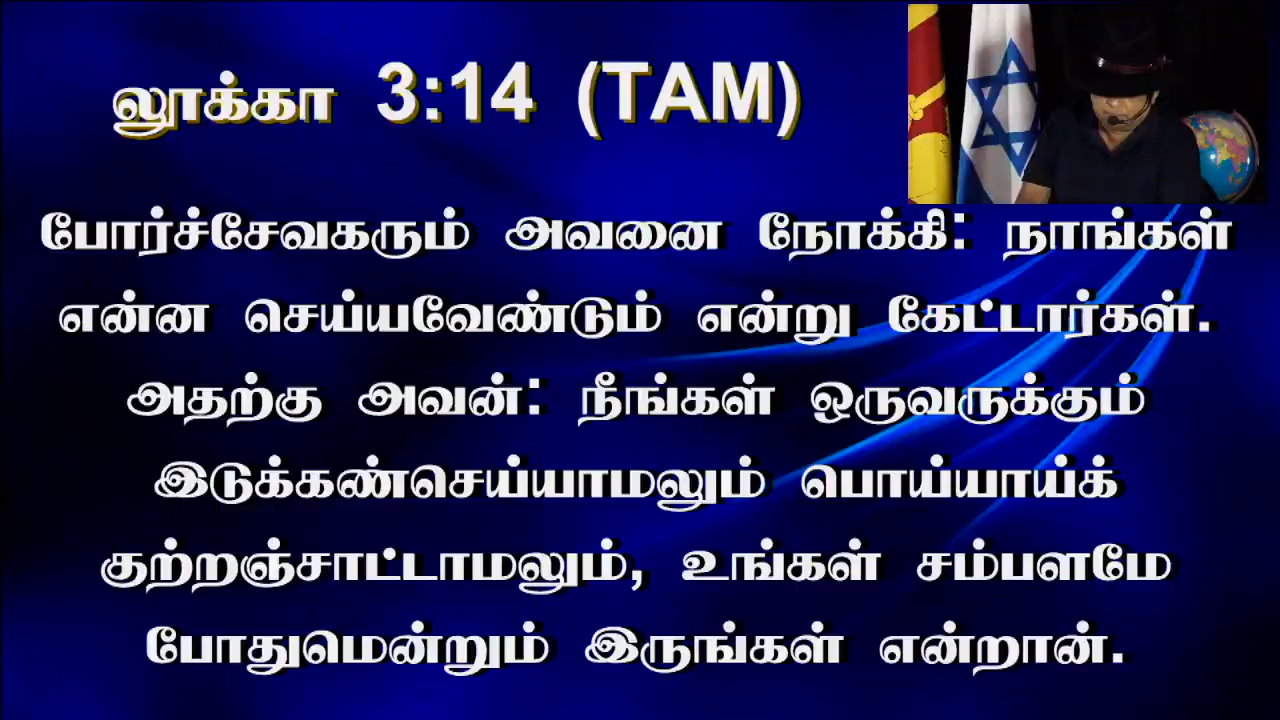 லூக்கா 3:14 (TAM)
போர்ச்சேவகரும் அவனை நோக்கி: நாங்கள்
என்ன செய்யவேண்டும் என்று கேட்டார்கள்.
அதற்கு அவன்: நீங்கள் ஒருவருக்கும்
இடுக்கண்செய்யாமலும் பொய்யாய்க்
குற்றஞ்சாட்டாமலும், உங்கள் சம்பளமே
போதுமென்றும் இருங்கள் என்றான்.